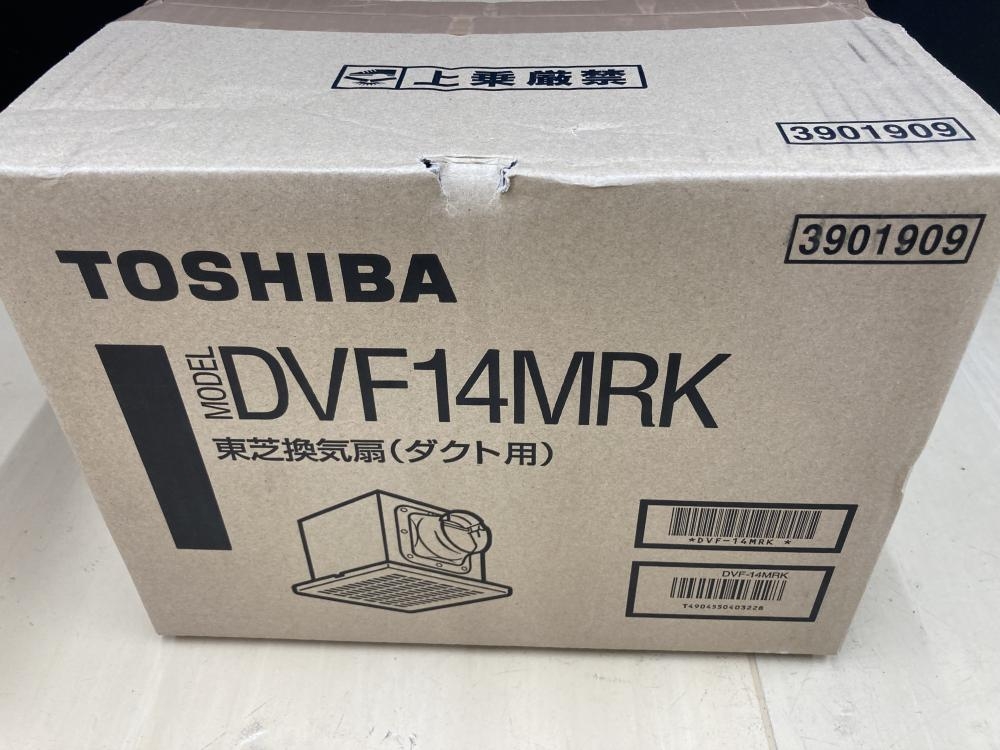 上乗厳禁
3901909
3901909
TOSHIBA
MODEL DVF14MRK
東芝換気扇(ダクト用)
*DVF-14MRK *
DVF-14MRK
T4904550403228